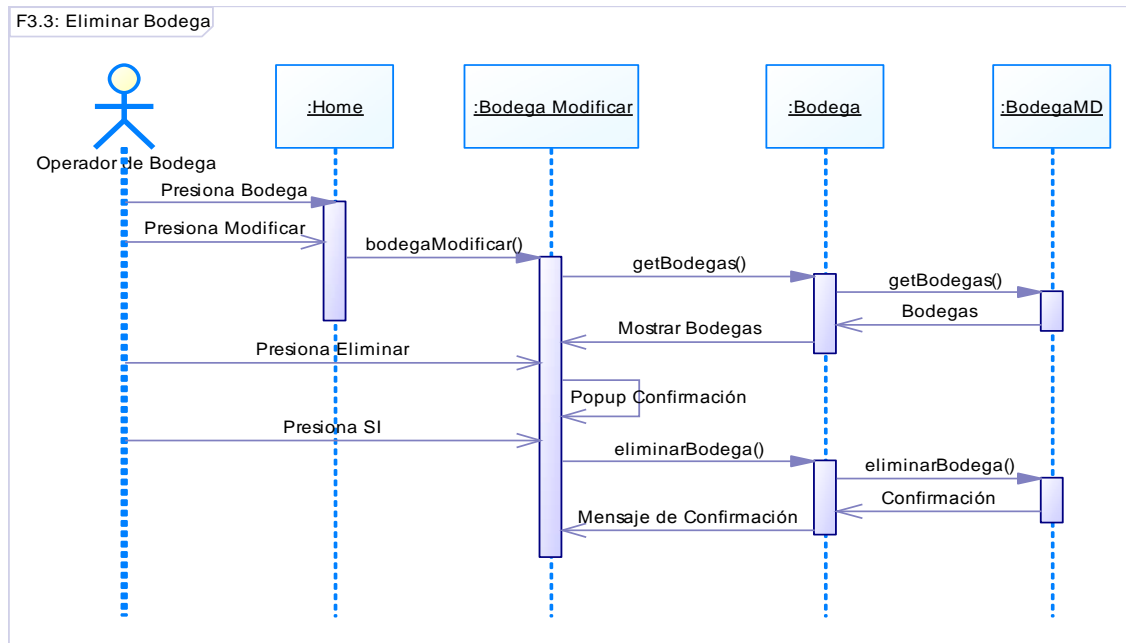 F3.3: Eliminar Bodega
:Home
:Bodega Modificar
:Bodega
:BodegaMD
Operador de Bodega
Presiona Bodega
Presiona Modificar
bodegaModificar()
getBodegas()
getBodegas()
Bodegas
Mostrar Bodegas
Presiona Eliminar
Popup Confirmación
Presiona SI
eliminarBodega()
eliminarBodega()
Confirmación
Mensaje de Confirmación